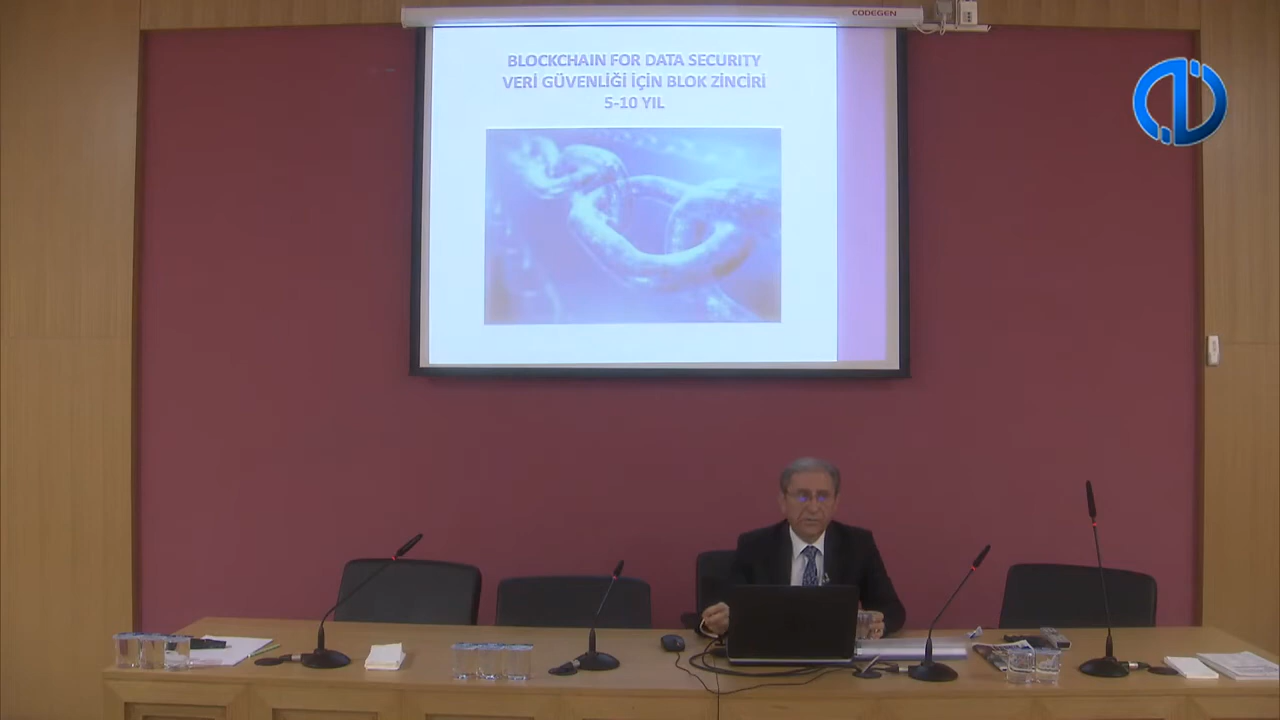 CODEGEN
BLOCKCHAIN FOR DATA SECURITY
VERİ GÜVENLİĞİ İÇİN BLOK ZİNCİRİ
5-10 YIL